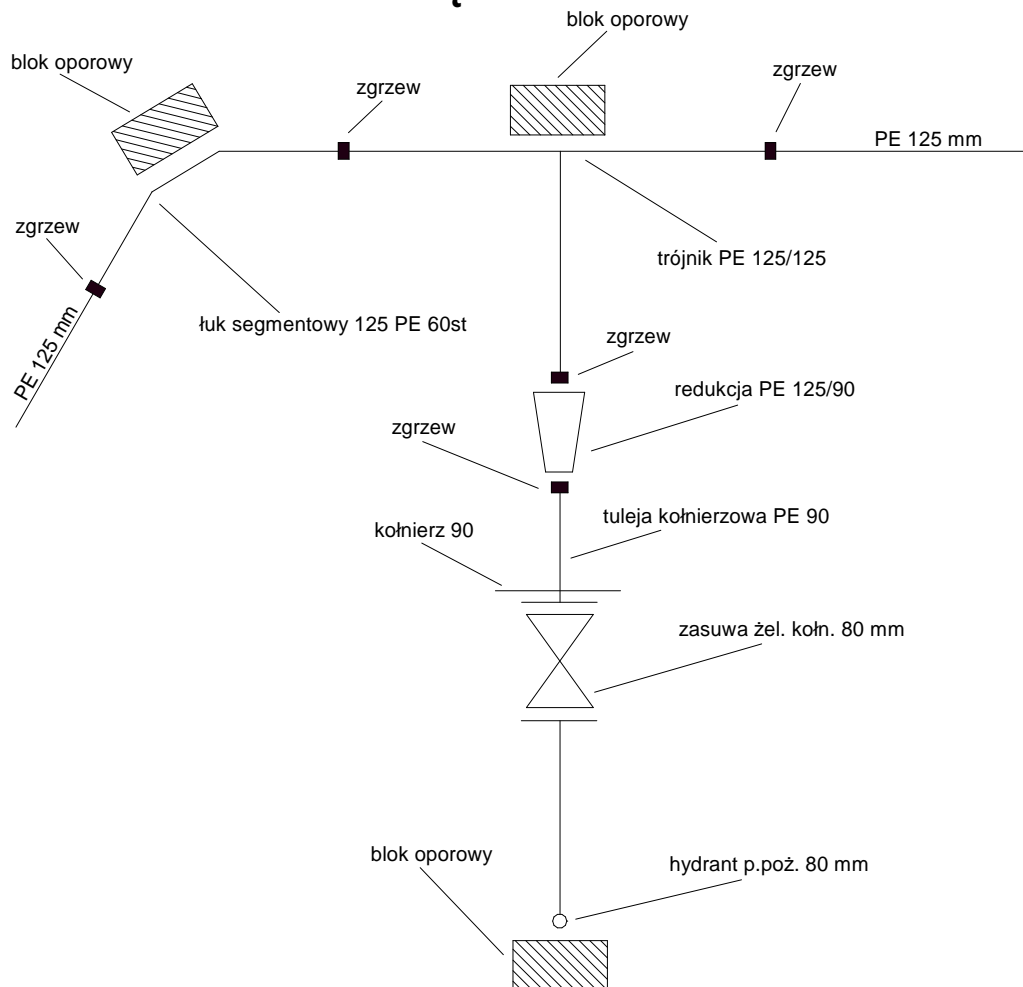 blok oporowy
blok oporowy
zgrzew
zgrzew
PE 125 mm
zgrzew
trójnik PE 125/125
łuk segmentowy 125 PE 60st
PE 125 mm
zgrzew
redukcja PE 125/90
zgrzew
tuleja kołnierzowa PE 90
kołnierz 90
zasuwa żel. kołn. 80 mm
blok oporowy
hydrant p.poż. 80 mm